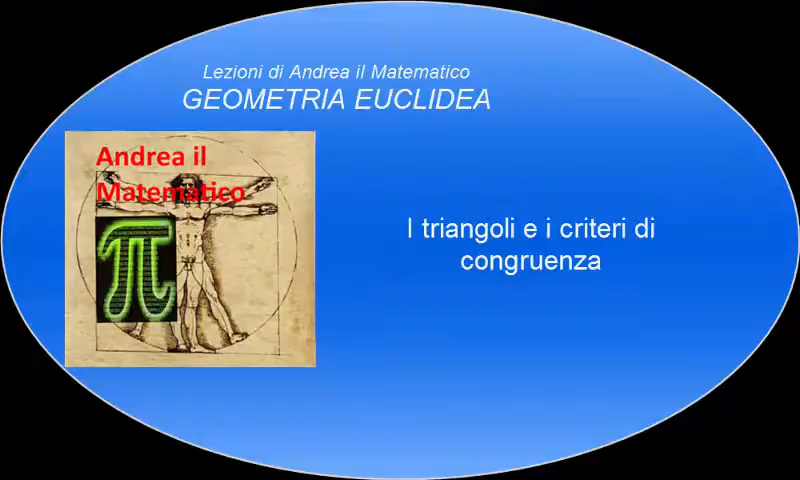 Lezioni di Andrea il Matematico
GEOMETRIA EUCLIDEA
Andrea il
Matematico
π
I triangoli e i criteri di
congruenza